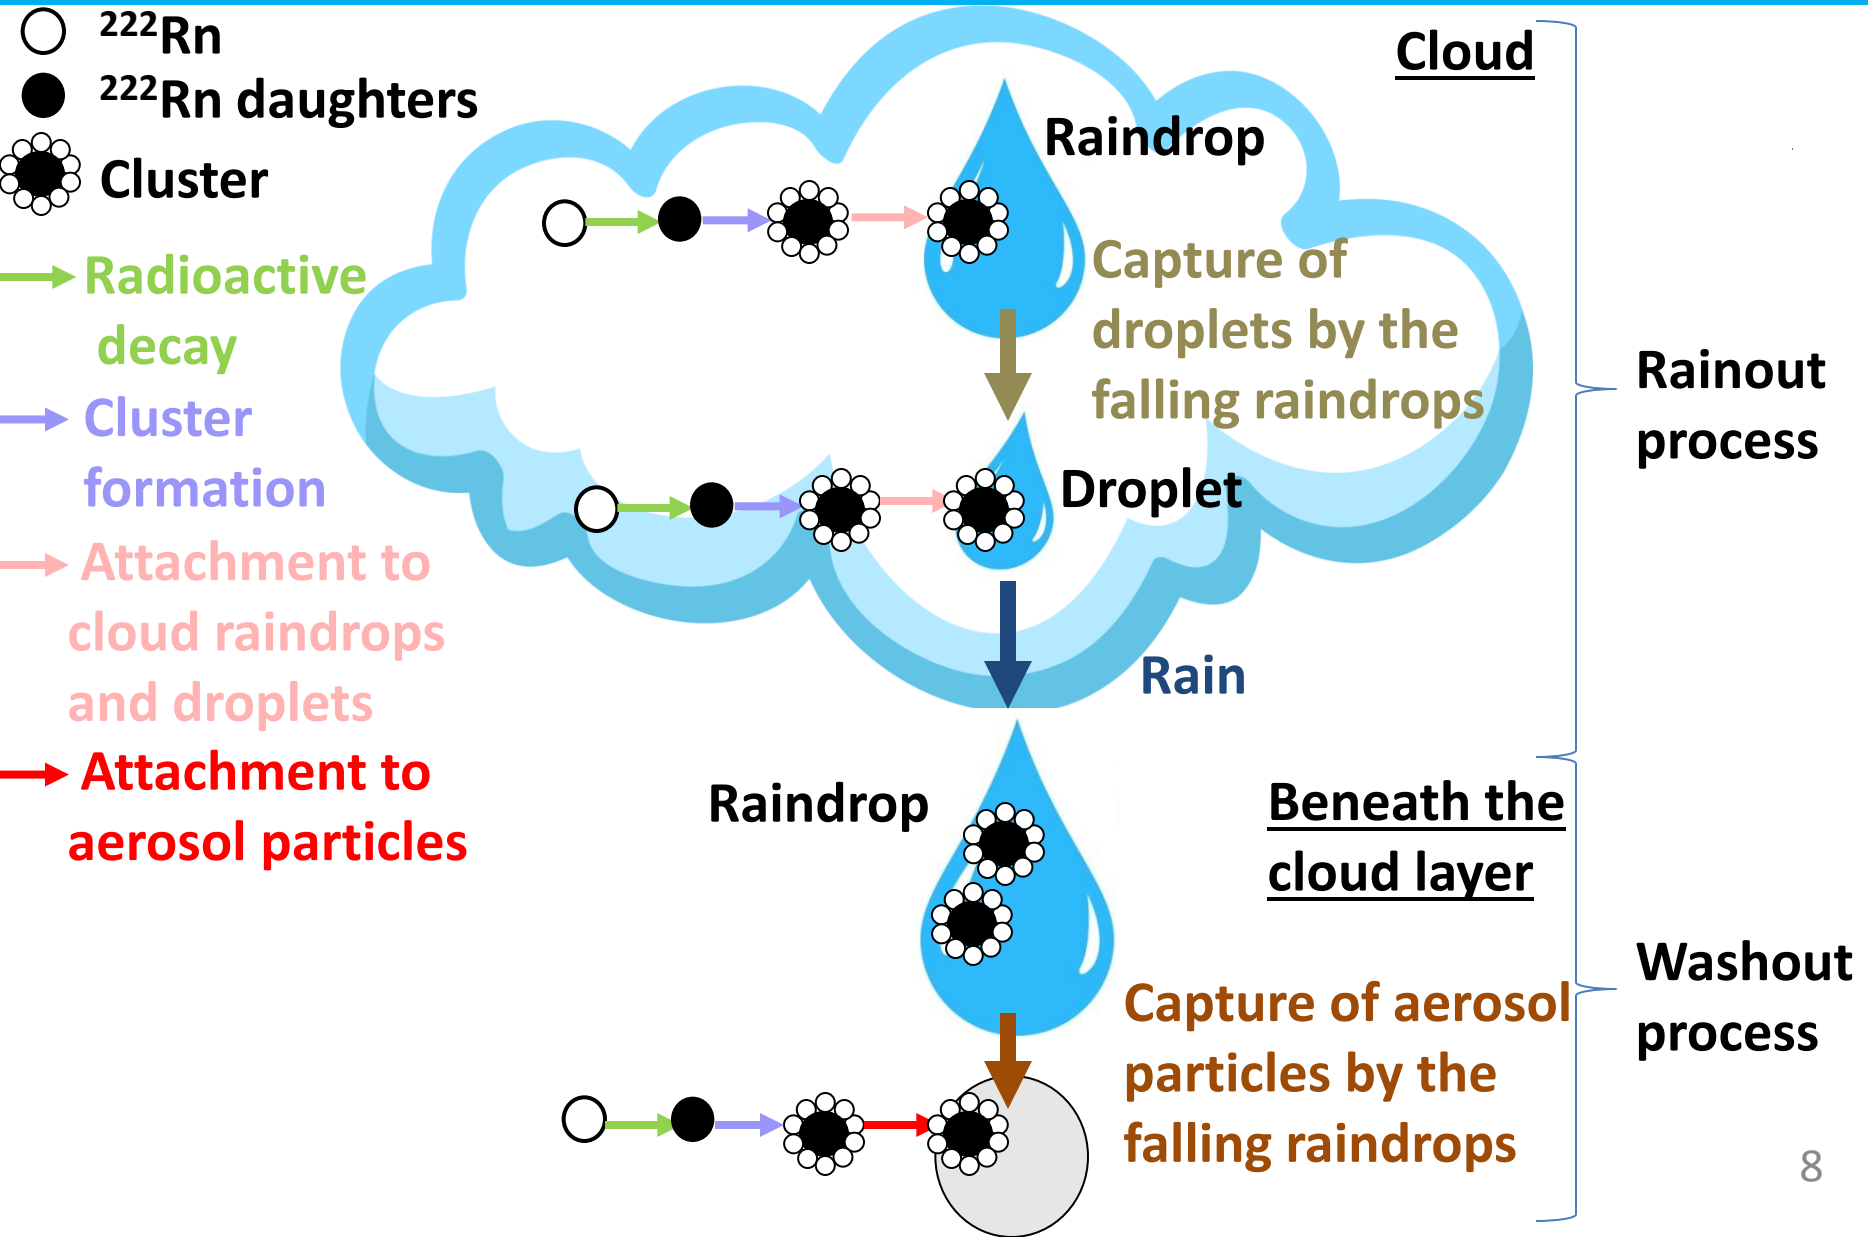 ²²²Rn
²²²Rn daughters
Cluster
Radioactive
decay
Cluster
formation
Attachment to
cloud raindrops
and droplets
Attachment to
aerosol particles
Cloud
Raindrop
Capture of
droplets by the
falling raindrops
Droplet
Rain
Rainout
process
Raindrop
Beneath the
cloud layer
Capture of aerosol
particles by the
falling raindrops
Washout
process
8